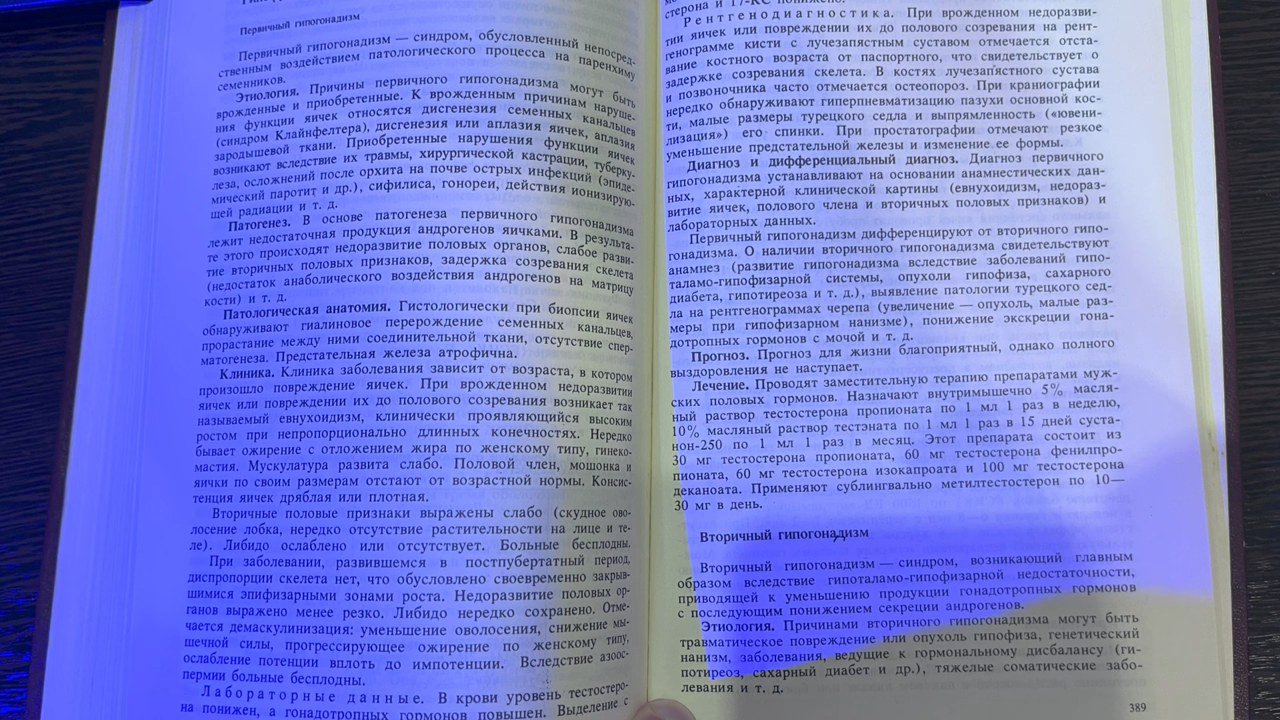 Первичный гипогонадизм
Первичный гипогонадизм — синдром, обусловленный непосред-
ственным воздействием патологического процесса на паренхиму
семенников.
Этиология. Причины первичного гипогонадизма могут быть
врожденные и приобретенные. К врожденным причинам наруше-
ния функции яичек относятся дисгенезия семенных канальцев
(синдром Клайнфелтера), дисгенезия или аплазия яичек, аплазия
зародышевой ткани. Приобретенные нарушения функции яичек
возникают вследствие их травмы, хирургической кастрации, туберку-
леза, осложнений после орхита на почве острых инфекций (эпиде-
мический паротит и др.), сифилиса, гонореи, действия ионизирую-
щей радиации и т. д.
Патогенез. В основе патогенеза первичного гипогонадизма
лежит недостаточная продукция андрогенов яичками. В результа-
те этого происходят недоразвитие половых органов, слабое разви-
тие вторичных половых признаков, задержка созревания скелета
(недостаток анаболического воздействия андрогенов на матрицу
кости) и т. д.
Патологическая анатомия. Гистологически при биопсии яичек
обнаруживают гиалиновое перерождение семенных канальцев,
прорастание между ними соединительной ткани, отсутствие спер-
матогенеза. Предстательная железа атрофична.
Клиника. Клиника заболевания зависит от возраста, в котором
произошло повреждение яичек. При врожденном недоразвитии
яичек или повреждении их до полового созревания возникает так
называемый евнухоидизм, клинически проявляющийся высоким
ростом при непропорционально длинных конечностях. Нередко
бывает ожирение с отложением жира по женскому типу, гинеко-
мастия. Мускулатура развита слабо. Половой член, мошонка и
яички по своим размерам отстают от возрастной нормы. Консис-
тенция яичек дряблая или плотная.
Вторичные половые признаки выражены слабо (скудное ово-
лосение лобка, нередко отсутствие растительности на лице и те-
ле). Либидо ослаблено или отсутствует. Больные бесплодны.
При заболевании, развившемся в постпубертатный период,
диспропорции скелета нет, что обусловлено своевременно закрыв-
шимися эпифизарными зонами роста. Недоразвитие половых ор-
ганов выражено менее резко. Либидо нередко сохранено. Отме-
чается демаскулинизация: уменьшение оволосения, снижение мы-
шечной силы, прогрессирующее ожирение по женскому типу,
ослабление потенции вплоть до импотенции. Вследствие азоос-
пермии больные бесплодны.
Лабораторные данные. В крови уровень тестостеро-
на понижен, а гонадотропных гормонов повышен. Выделение с
стерона и 17-КС понижено.
Рентгенодиагностика. При врожденном недоразви-
тии яичек или повреждении их до полового созревания на рент-
генограмме кисти с лучезапястным суставом отмечается отста-
вание костного возраста от паспортного, что свидетельствует о
задержке созревания скелета. В костях лучезапястного сустава
и позвоночника часто отмечается остеопороз. При краниографии
нередко обнаруживают гиперпневматизацию пазухи основной кос-
ти, малые размеры турецкого седла и выпрямленность («ювени-
лизация») его спинки. При простатографии отмечают резкое
уменьшение предстательной железы и изменение ее формы.
Диагноз и дифференциальный диагноз. Диагноз первичного
гипогонадизма устанавливают на основании анамнестических дан-
ных, характерной клинической картины (евнухоидизм, недораз-
витие яичек, полового члена и вторичных половых признаков) и
лабораторных данных.
Первичный гипогонадизм дифференцируют от вторичного гипо-
гонадизма. О наличии вторичного гипогонадизма свидетельствуют
анамнез (развитие гипогонадизма вследствие заболеваний гипо-
таламо-гипофизарной системы, опухоли гипофиза, сахарного
диабета, гипотиреоза и т. д.), выявление патологии турецкого сед-
ла на рентгенограммах черепа (увеличение — опухоль, малые раз-
меры при гипофизарном нанизме), понижение экскреции гона-
дотропных гормонов с мочой и т. д.
Прогноз. Прогноз для жизни благоприятный, однако полного
выздоровления не наступает.
Лечение. Проводят заместительную терапию препаратами муж-
ских половых гормонов. Назначают внутримышечно 5% масля-
ный раствор тестостерона пропионата по 1 мл 1 раз в неделю,
10% масляный раствор тестэната по 1 мл 1 раз в 15 дней суста-
нон-250 по 1 мл 1 раз в месяц. Этот препарата состоит из
30 мг тестостерона пропионата, 60 мг тестостерона фенилпро-
пионата, 60 мг тестостерона изокапроата и 100 мг тестостерона
деканоата. Применяют сублингвально метилтестостерон по 10—
30 мг в день.
Вторичный гипогонадизм
Вторичный гипогонадизм — синдром, возникающий главным
образом вследствие гипоталамо-гипофизарной недостаточности,
приводящей к уменьшению продукции гонадотропных гормонов
с последующим понижением секреции андрогенов.
Этиология. Причинами вторичного гипогонадизма могут быть
травматическое повреждение или опухоль гипофиза, генетический
нанизм, заболевания, ведущие к гормональному дисбалансу (ги-
потиреоз, сахарный диабет и др.), тяжелые соматические забо-
левания и т. д.
389